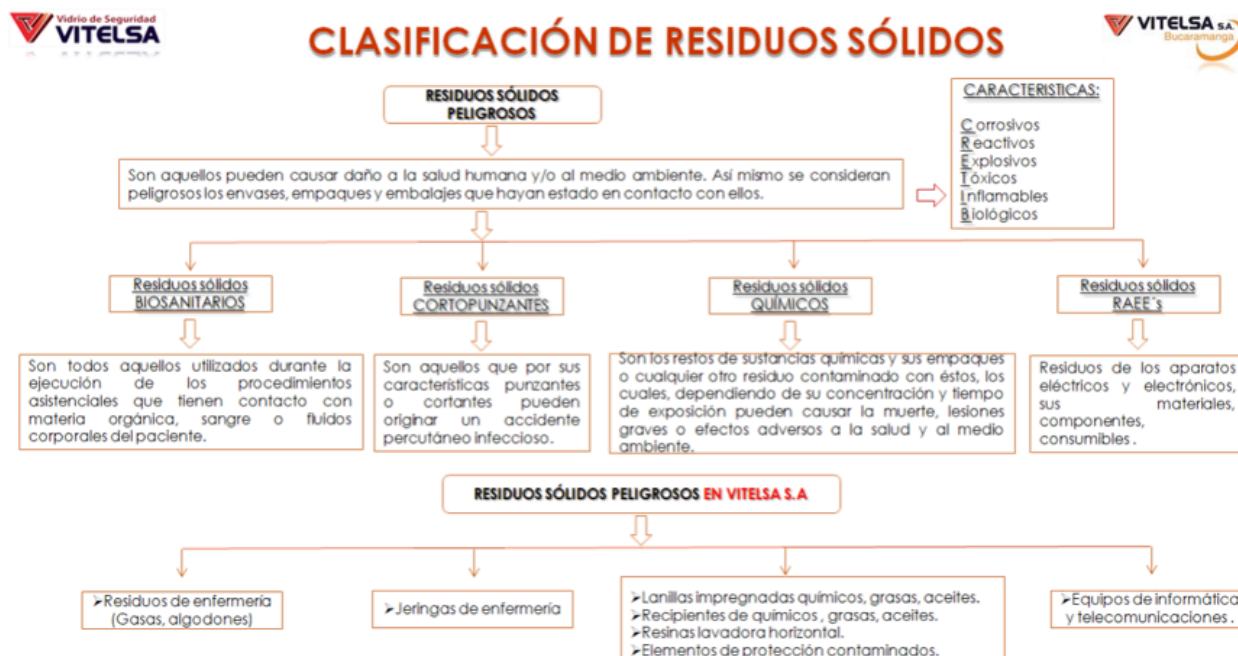 Vidrio de Seguridad
VITELSA
CLASIFICACIÓN DE RESIDUOS SÓLIDOS
VITELSA S.A.
Bucaramanga
RESIDUOS SÓLIDOS
PELIGROSOS
CARACTERISTICAS:
Corrosivos
Reactivos
Explosivos
Tóxicos
Inflamables
Biológicos
Son aquellos pueden causar daño a la salud humana y/o al medio ambiente. Así mismo se consideran
peligrosos los envases, empaques y embalajes que hayan estado en contacto con ellos.
Residuos sólidos
BIOSANITARIOS
Residuos sólidos
CORTOPUNZANTES
Residuos sólidos
QUÍMICOS
Residuos sólidos
RAEE´s
Son todos aquellos utilizados durante la
ejecución de los procedimientos
asistenciales que tienen contacto con
materia orgánica, sangre o fluidos
corporales del paciente.
Son aquellos que por sus
características punzantes
o cortantes pueden
originar un accidente
percutáneo infeccioso.
Son los restos de sustancias químicas y sus empaques
o cualquier otro residuo contaminado con éstos, los
cuales, dependiendo de su concentración y tiempo
de exposición pueden causar la muerte, lesiones
graves o efectos adversos a la salud y al medio
ambiente.
Residuos de los aparatos
eléctricos y electrónicos,
sus materiales,
componentes,
consumibles .
RESIDUOS SÓLIDOS PELIGROSOS EN VITELSA S.A
➢Residuos de enfermería
(Gasas, algodones)
➢Jeringas de enfermería
➢Lanillas impregnadas químicos, grasas, aceites.
➢Recipientes de químicos , grasas, aceites.
➢Resinas lavadora horizontal.
➢Elementos de protección contaminados.
➢Equipos de informática
y telecomunicaciones .